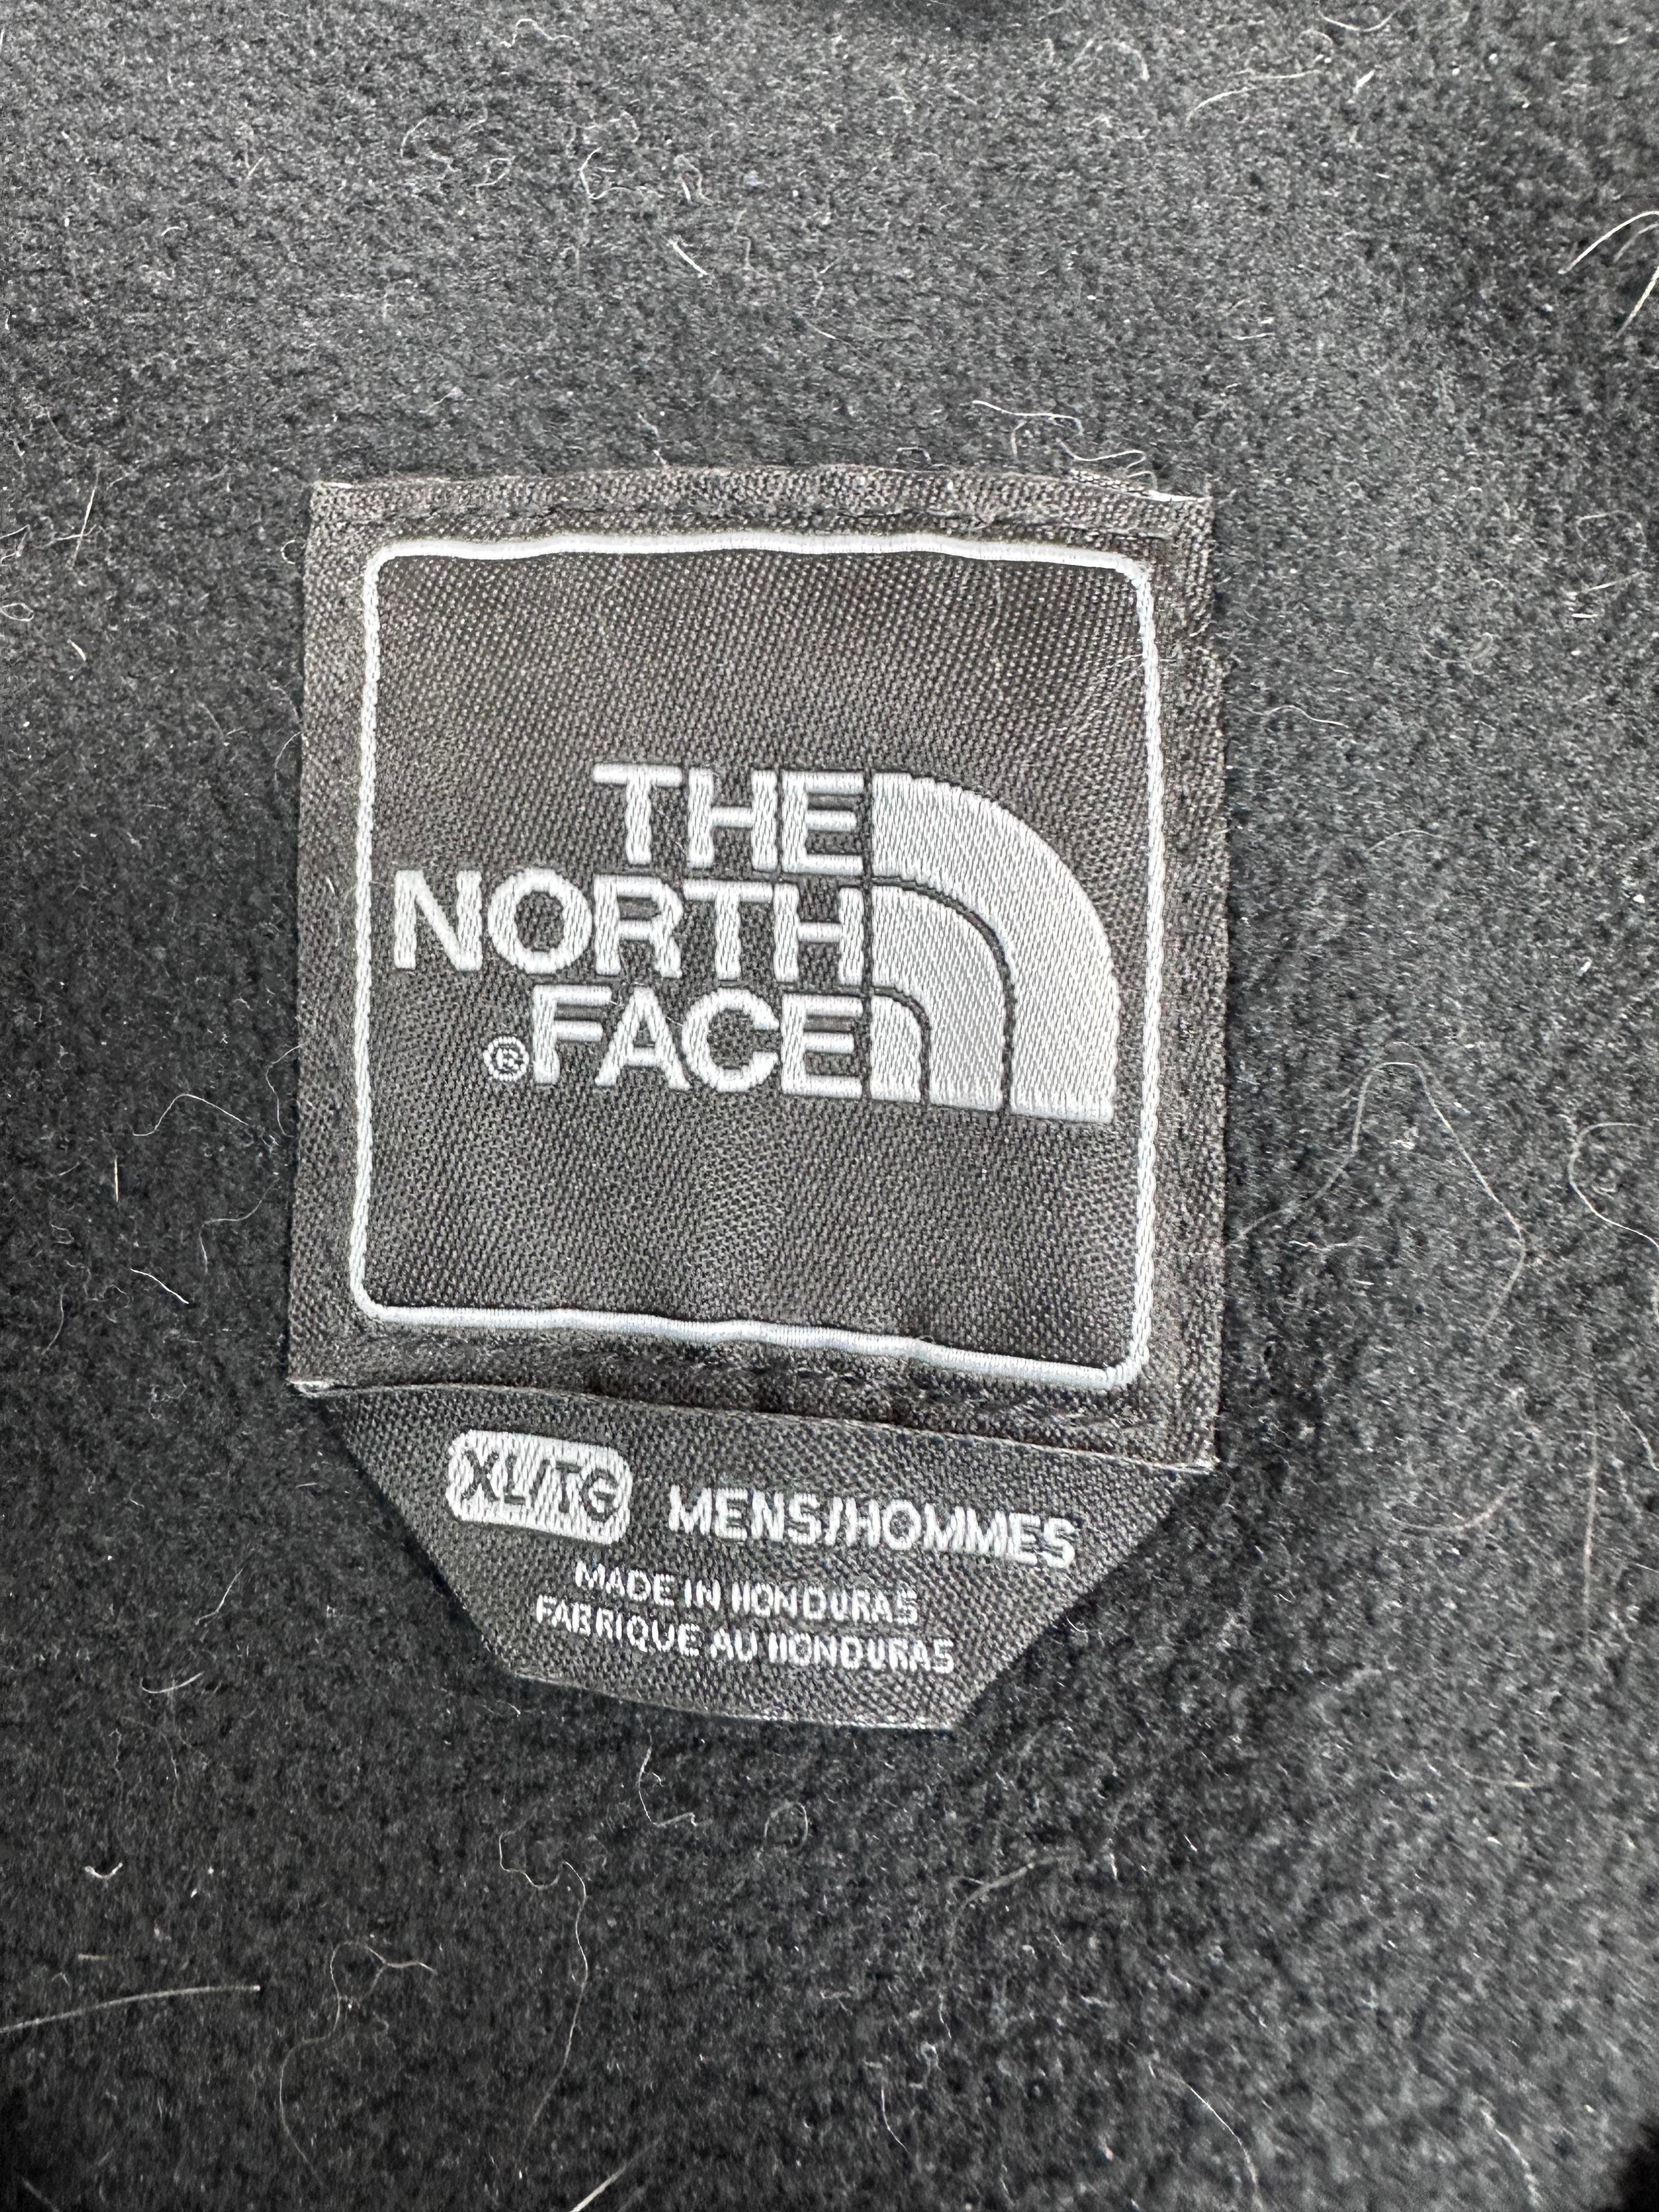 THE
NORTH
®FACE
XL/TG MENS/HOMMES
MADE IN HONDURAS
FABRIQUE AU HONDURAS